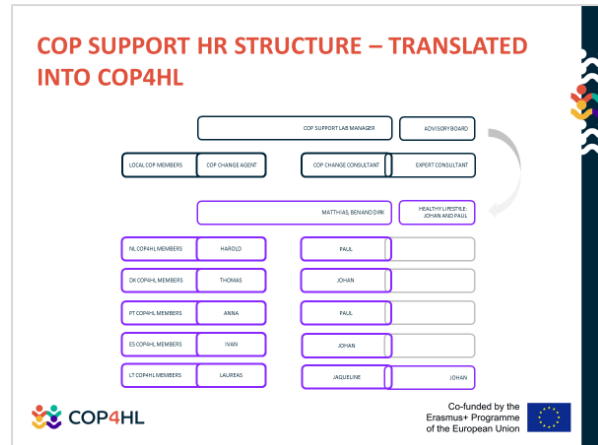 COP SUPPORT HR STRUCTURE – TRANSLATED
INTO COP4HL
COP SUPPORT LAB MANAGER
ADVISORY BOARD
LOCAL COP MEMBERS
COP CHANGE AGENT
COP CHANGE CONSULTANT
EXPERT CONSULTANT
MATTHIAS, BEN AND DIRK
HEALTHY LIFESTYLE:
JOHAN AND PAUL
NL COP4HL MEMBERS
HAROLD
PAUL
DK COP4HL MEMBERS
THOMAS
JOHAN
PT COP4HL MEMBERS
ANNA
PAUL
ES COP4HL MEMBERS
IVAN
JOHAN
LT COP4HL MEMBERS
LAUREAS
JAQUELINE
JOHAN
COP4HL
Co-funded by the
Erasmus+ Programme
of the European Union